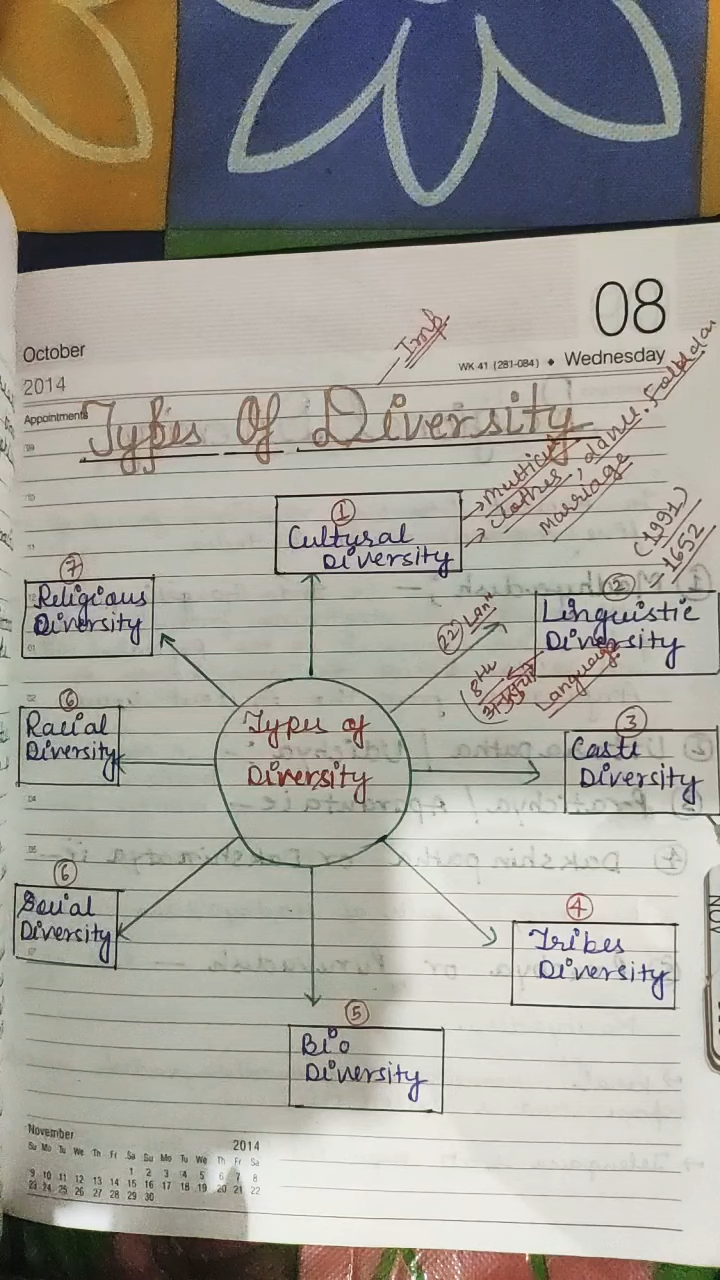 08
October
WK 41 (281-084) ◆ Wednesday
2014
Imp
Appointments
Types Of Diversity
① Cultural
Diversity
→ Music
→ clothes, dance.
Marriage
⑦
Religious
Diversity
(1991)
1652
②
Linguistic
Diversity
(22) Lan
(8th
Language
Types of
Diversity
⑥
Racial
Diversity
③
Caste
Diversity
⑥
Social
Diversity
④
Tribes
Diversity
⑤
Bio
Diversity
NOV
November 2014
Su Mo Tu We Th Fr Sa Su Mo Tu We Th Fr Sa
1 2 3 4 5 6 7 8
9 10 11 12 13 14 15 16 17 18 19 20 21 22
23 24 25 26 27 28 29 30